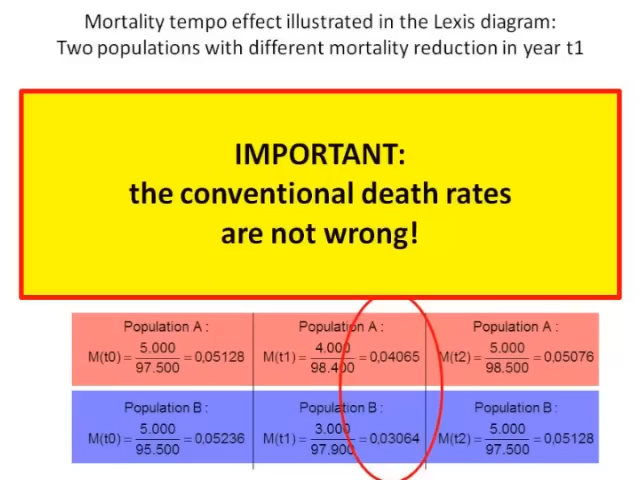 Mortality tempo effect illustrated in the Lexis diagram:
Two populations with different mortality reduction in year t1
IMPORTANT:
the conventional death rates
are not wrong!
Population A :
M(t0) = 5.000 / 97.500 = 0,05128
Population A :
M(t1) = 4.000 / 98.400 = 0,04065
Population A :
M(t2) = 5.000 / 98.500 = 0,05076
Population B :
M(t0) = 5.000 / 95.500 = 0,05236
Population B :
M(t1) = 3.000 / 97.900 = 0,03064
Population B :
M(t2) = 5.000 / 97.500 = 0,05128